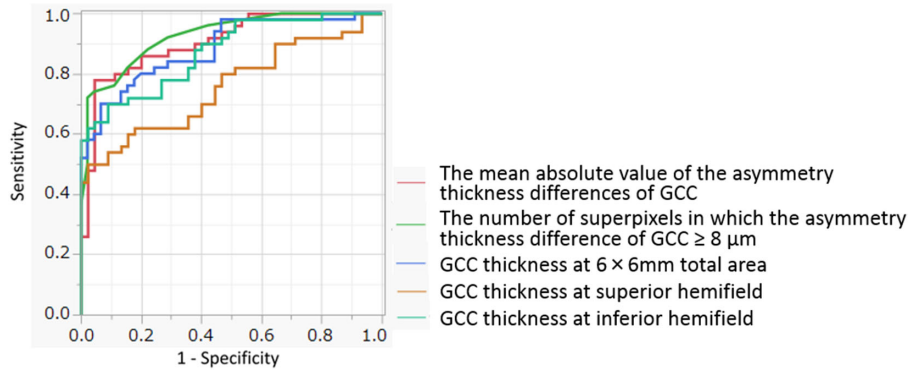 1.0
0.8
0.6
0.4
0.2
0.0
Sensitivity
0.0 0.2 0.4 0.6 0.8 1.0
1 - Specificity
The mean absolute value of the asymmetry
thickness differences of GCC
The number of superpixels in which the asymmetry
thickness difference of GCC ≥ 8 μm
GCC thickness at 6 × 6mm total area
GCC thickness at superior hemifield
GCC thickness at inferior hemifield